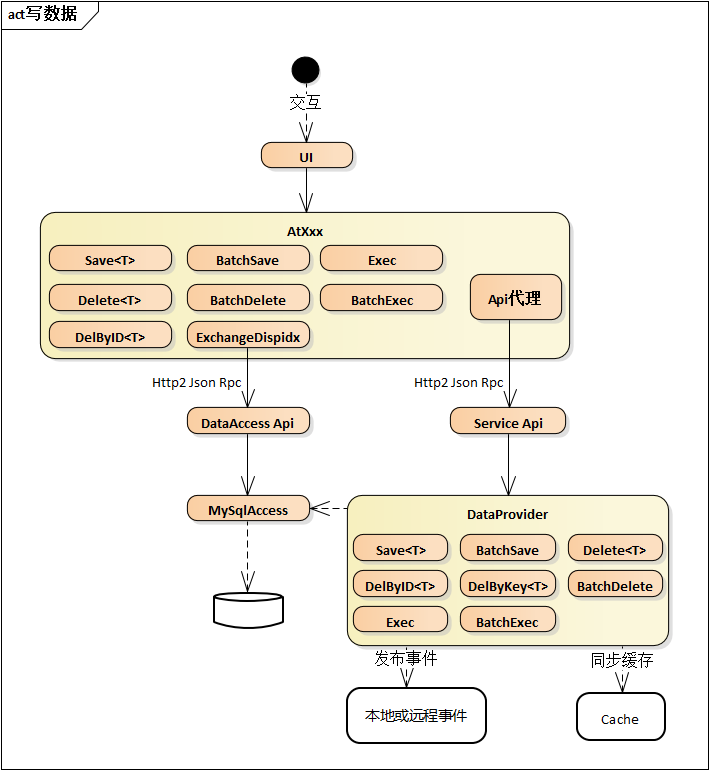 act写数据
交互
UI
AtXxx
Save<T> BatchSave Exec
Delete<T> BatchDelete BatchExec Api代理
DelByID<T> ExchangeDispidx
Http2 Json Rpc Http2 Json Rpc
DataAccess Api Service Api
MySqlAccess DataProvider
Save<T> BatchSave Delete<T>
DelByID<T> DelByKey<T> BatchDelete
Exec BatchExec
发布事件 同步缓存
本地或远程事件 Cache